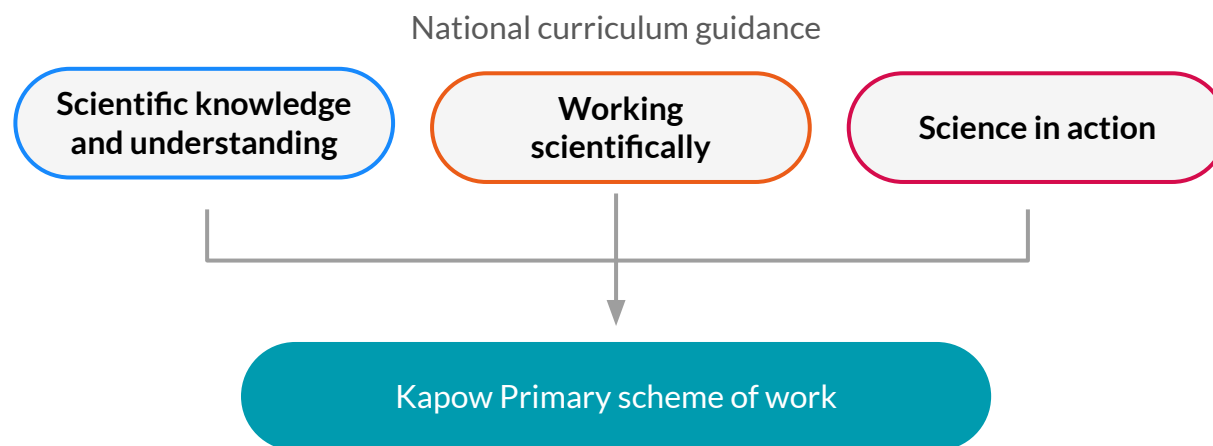 National curriculum guidance
Scientific knowledge
and understanding
Working
scientifically
Science in action
Kapow Primary scheme of work